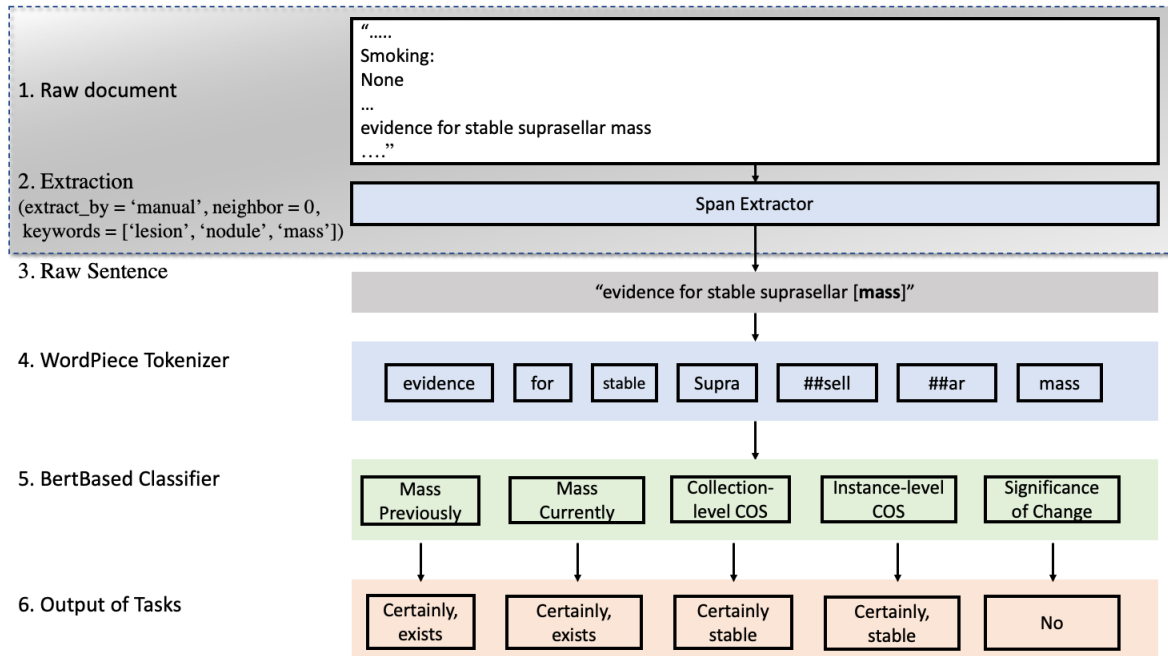 1. Raw document
“.....
Smoking:
None
...
evidence for stable suprasellar mass
....”
2. Extraction
(extract_by = ‘manual’, neighbor = 0,
keywords = [‘lesion’, ‘nodule’, ‘mass’])
Span Extractor
3. Raw Sentence
“evidence for stable suprasellar [mass]”
4. WordPiece Tokenizer
evidence for stable Supra ##sell ##ar mass
5. BertBased Classifier
Mass
Previously
Mass
Currently
Collection-
level COS
Instance-level
COS
Significance
of Change
6. Output of Tasks
Certainly,
exists
Certainly,
exists
Certainly
stable
Certainly,
stable
No